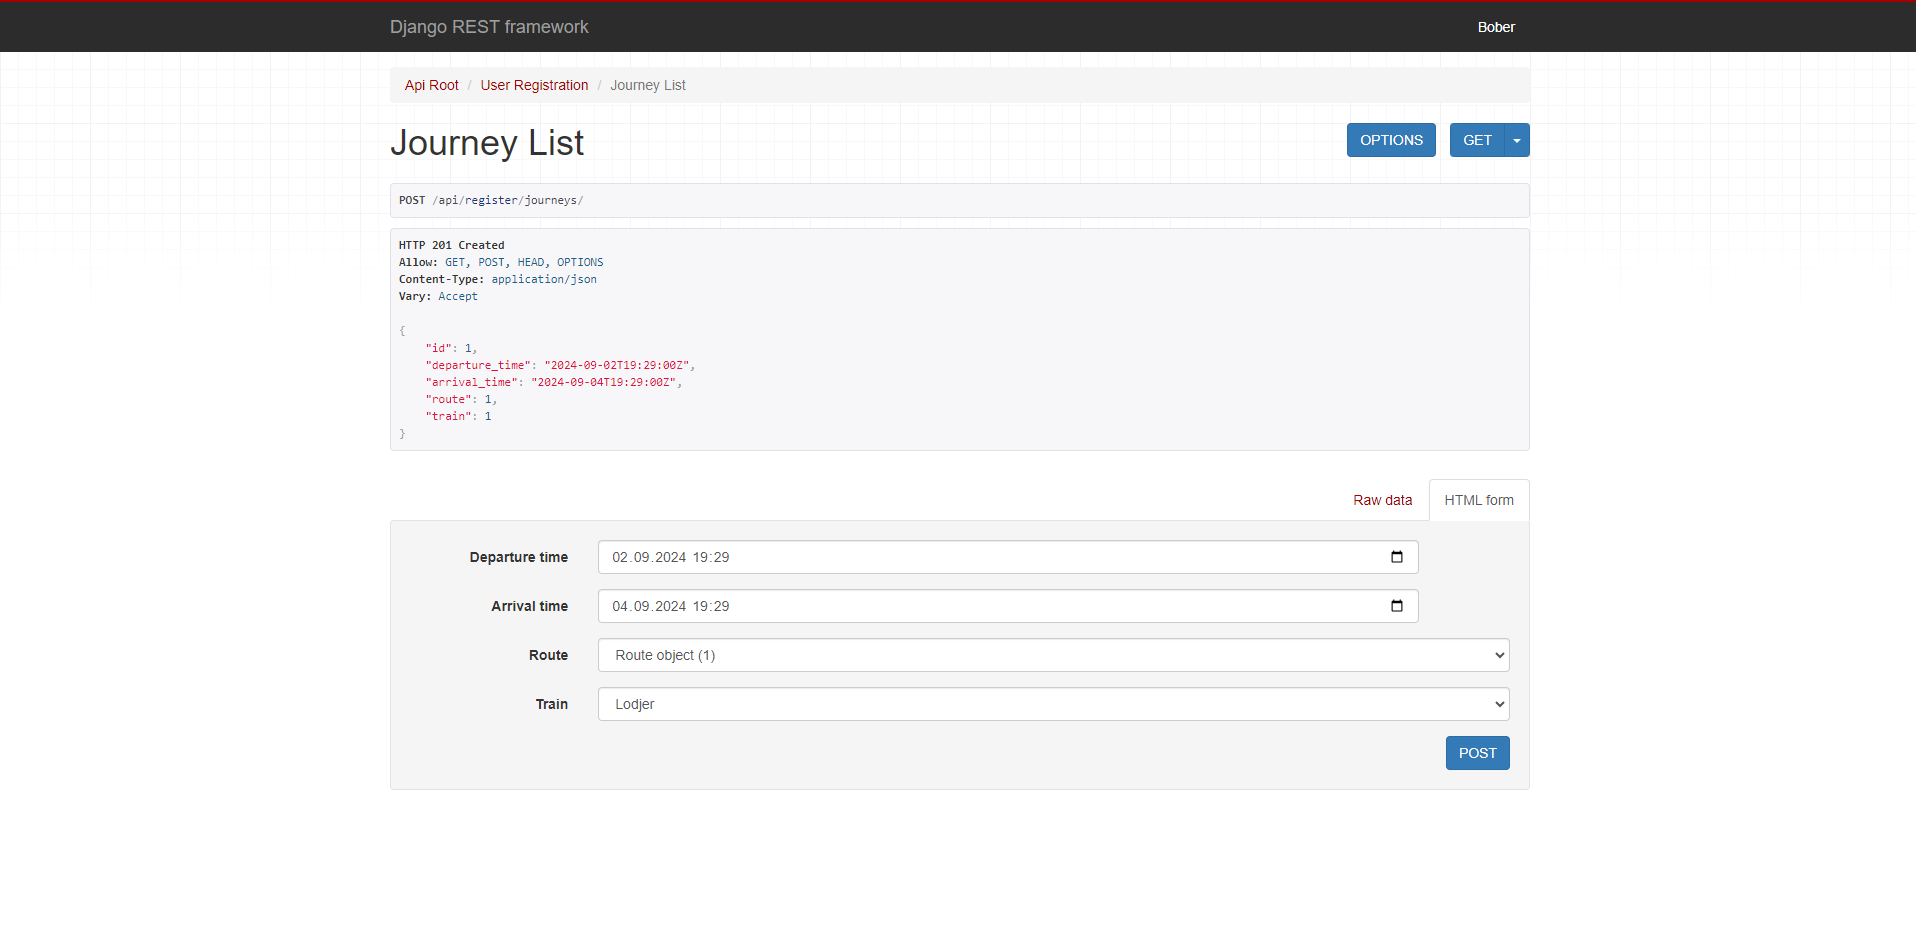 Django REST framework
Bober
Api Root / User Registration / Journey List
Journey List
OPTIONS
GET
POST /api/register/journeys/
HTTP 201 Created
Allow: GET, POST, HEAD, OPTIONS
Content-Type: application/json
Vary: Accept
{
    "id": 1,
    "departure_time": "2024-09-02T19:29:00Z",
    "arrival_time": "2024-09-04T19:29:00Z",
    "route": 1,
    "train": 1
}
Raw data
HTML form
Departure time
02.09.2024 19:29
Arrival time
04.09.2024 19:29
Route
Route object (1)
Train
Lodjer
POST